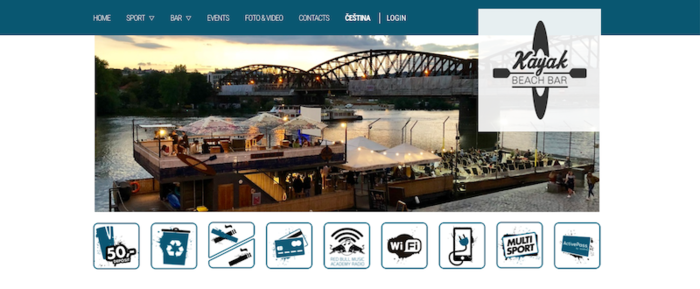 HOME SPORT BAR EVENTS FOTO & VIDEO CONTACTS ČEŠTINA LOGIN
Kayak
BEACH BAR
50,-
DEPOSIT
RED BULL MUSIC
ACADEMY RADIO
WiFi
MULTI
SPORT
ActivePass